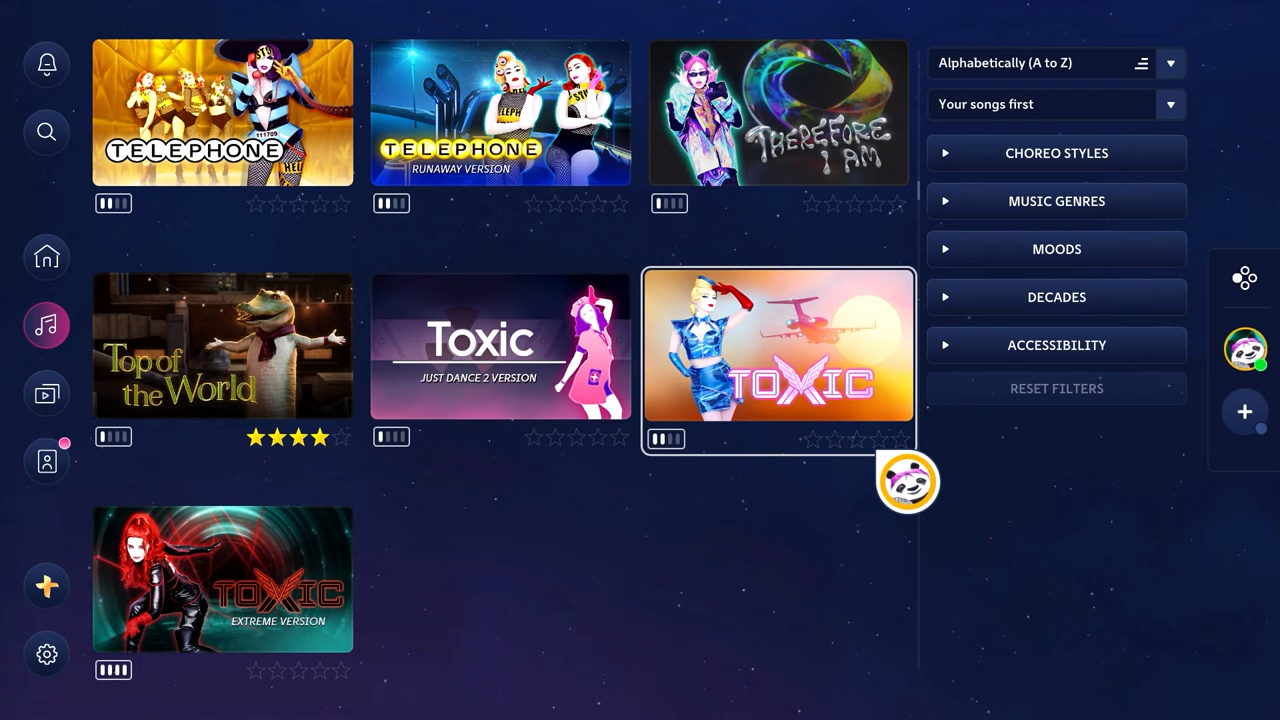 TELEPHONE
111709
TELEPHONE
RUNAWAY VERSION
THEREFORE
I AM
Alphabetically (A to Z)
Your songs first
CHOREO STYLES
MUSIC GENRES
MOODS
DECADES
ACCESSIBILITY
RESET FILTERS
Top of
the World
Toxic
JUST DANCE 2 VERSION
TOXIC
TOXIC
EXTREME VERSION